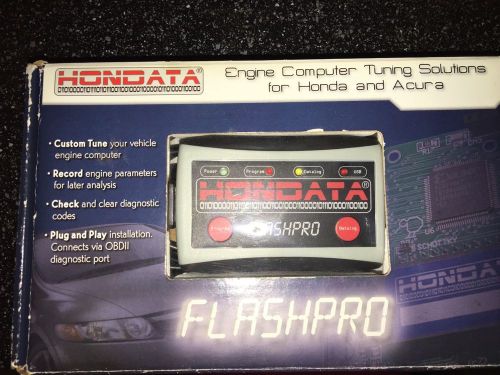 HONDATA®
Engine Computer Tuning Solutions
for Honda and Acura
• Custom Tune your vehicle
engine computer
• Record engine parameters
for later analysis
• Check and clear diagnostic
codes
• Plug and Play installation.
Connects via OBDII
diagnostic port
Power Program Datalog USB
HONDATA®
Program FLASHPRO Datalog
U6
SCHOTTKY
HONDATA
FLASHPRO